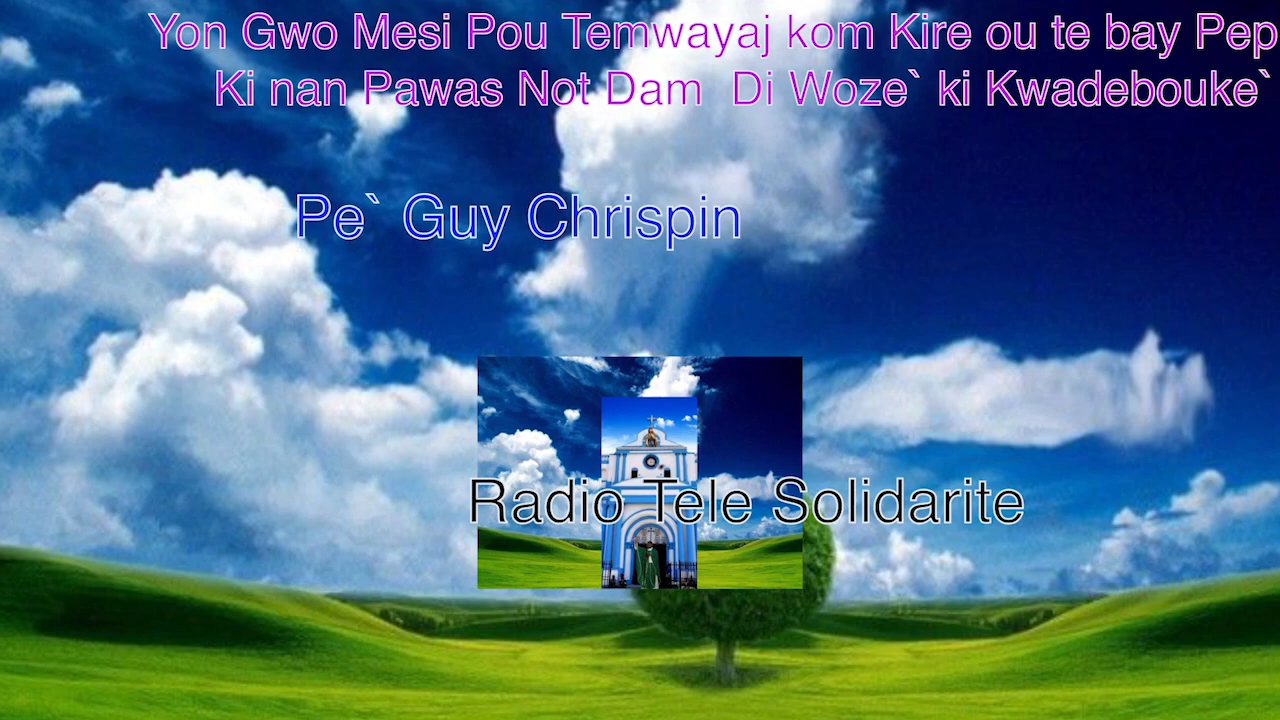 Yon Gwo Mesi Pou Temwayaj kom Kire ou te bay Pep
Ki nan Pawas Not Dam Di Woze` ki Kwadebouke`
Pe` Guy Chrispin
Radio Tele Solidarite